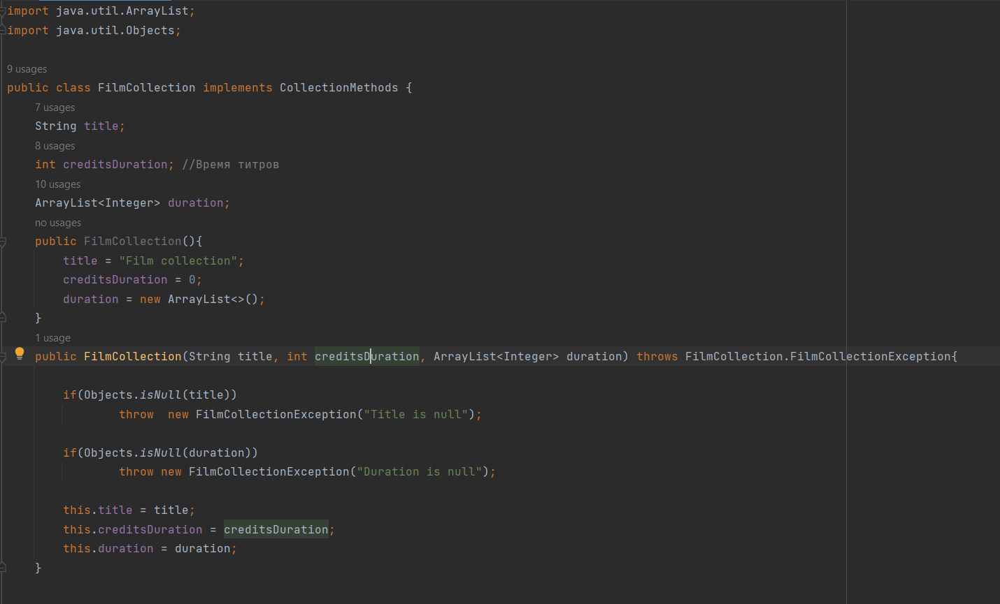 import java.util.ArrayList;
import java.util.Objects;
9 usages
public class FilmCollection implements CollectionMethods {
7 usages
String title;
8 usages
int creditsDuration; //Время титров
10 usages
ArrayList<Integer> duration;
no usages
public FilmCollection(){
title = "Film collection";
creditsDuration = 0;
duration = new ArrayList<>();
}
1 usage
public FilmCollection(String title, int creditsDuration, ArrayList<Integer> duration) throws FilmCollection.FilmCollectionException{
if(Objects.isNull(title))
throw  new FilmCollectionException("Title is null");
if(Objects.isNull(duration))
throw new FilmCollectionException("Duration is null");
this.title = title;
this.creditsDuration = creditsDuration;
this.duration = duration;
}